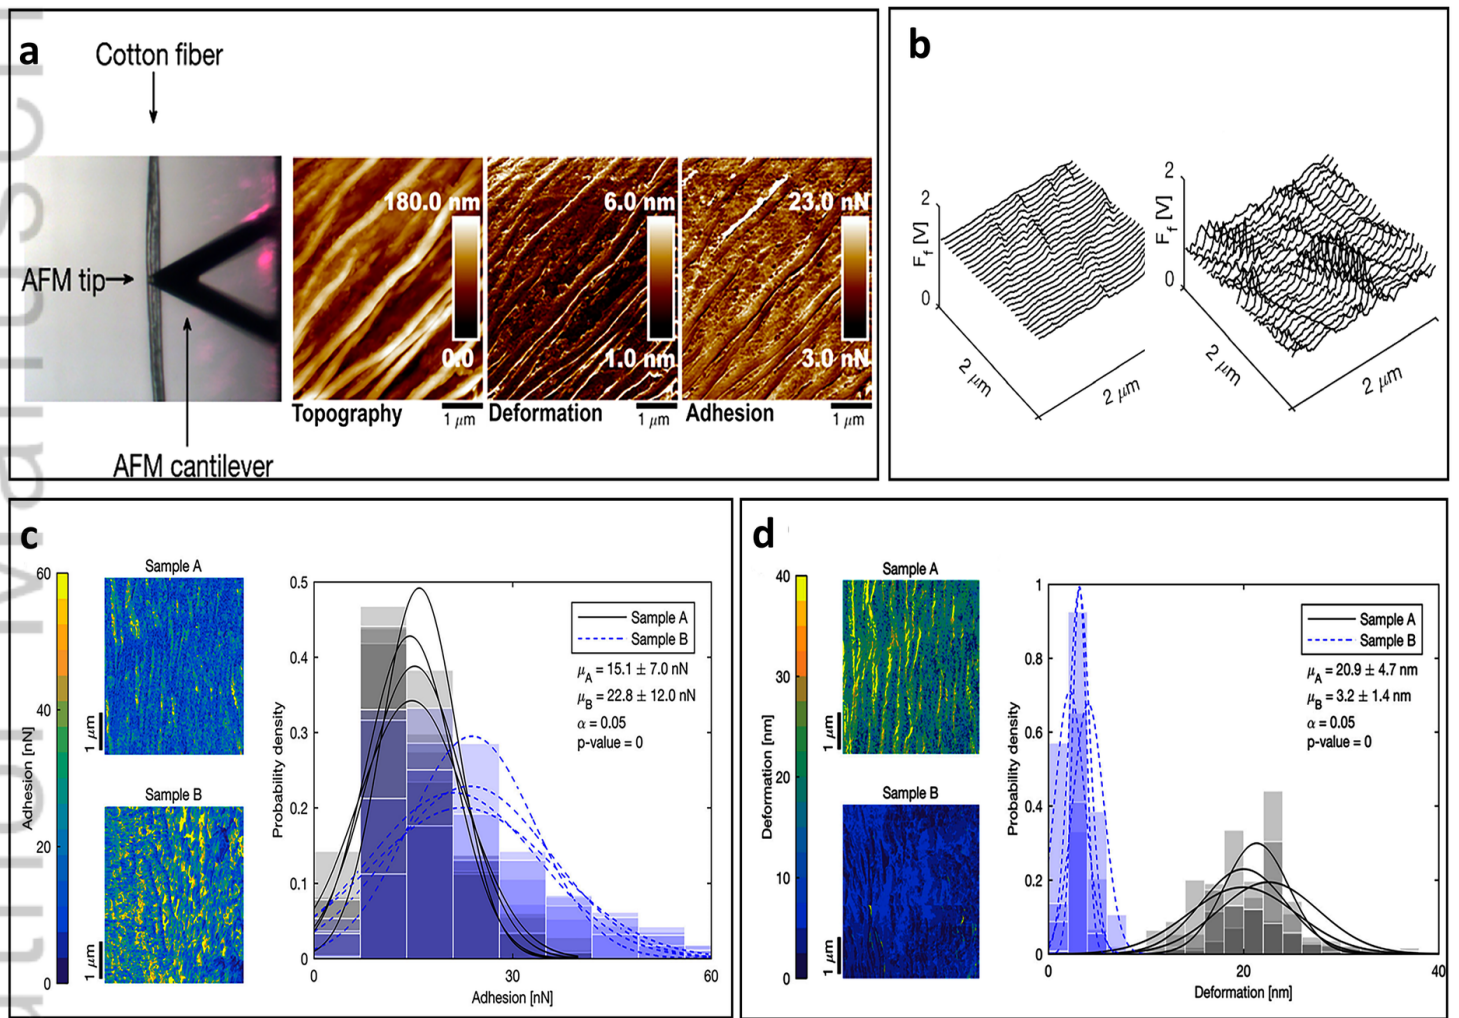 a
Cotton fiber
AFM tip
AFM cantilever
180.0 nm
0.0
Topography
1 μm
6.0 nm
1.0 nm
Deformation
1 μm
23.0 nN
3.0 nN
Adhesion
1 μm
b
2
F_f [V]
0
2 μm
2 μm
2
F_f [V]
0
2 μm
2 μm
c
60
40
20
0
Adhesion [nN]
Sample A
1 μm
Sample B
1 μm
0.5
0.4
0.3
0.2
0.1
0
Probability density
0
30
60
Adhesion [nN]
Sample A
Sample B
μ_A = 15.1 ± 7.0 nN
μ_B = 22.8 ± 12.0 nN
α = 0.05
p-value = 0
d
40
30
20
10
0
Deformation [nm]
Sample A
1 μm
Sample B
1 μm
1
0.8
0.6
0.4
0.2
0
Probability density
0
20
40
Deformation [nm]
Sample A
Sample B
μ_A = 20.9 ± 4.7 nm
μ_B = 3.2 ± 1.4 nm
α = 0.05
p-value = 0